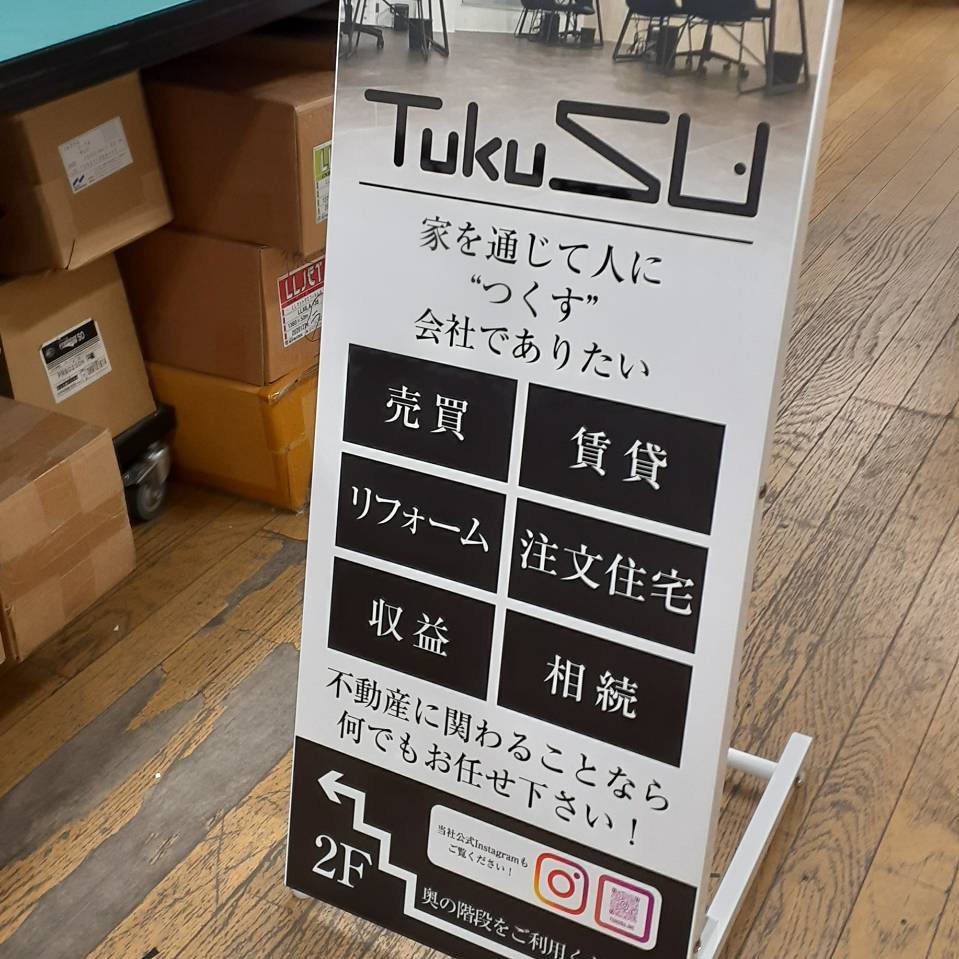 TukuSU
家を通じて人に
“つくす”
会社でありたい
売買
賃貸
リフォーム
注文住宅
収益
相続
不動産に関わることなら
何でもお任せ下さい！
当社公式Instagramも
ご覧ください！
2F
奥の階段をご利用く
LLJET